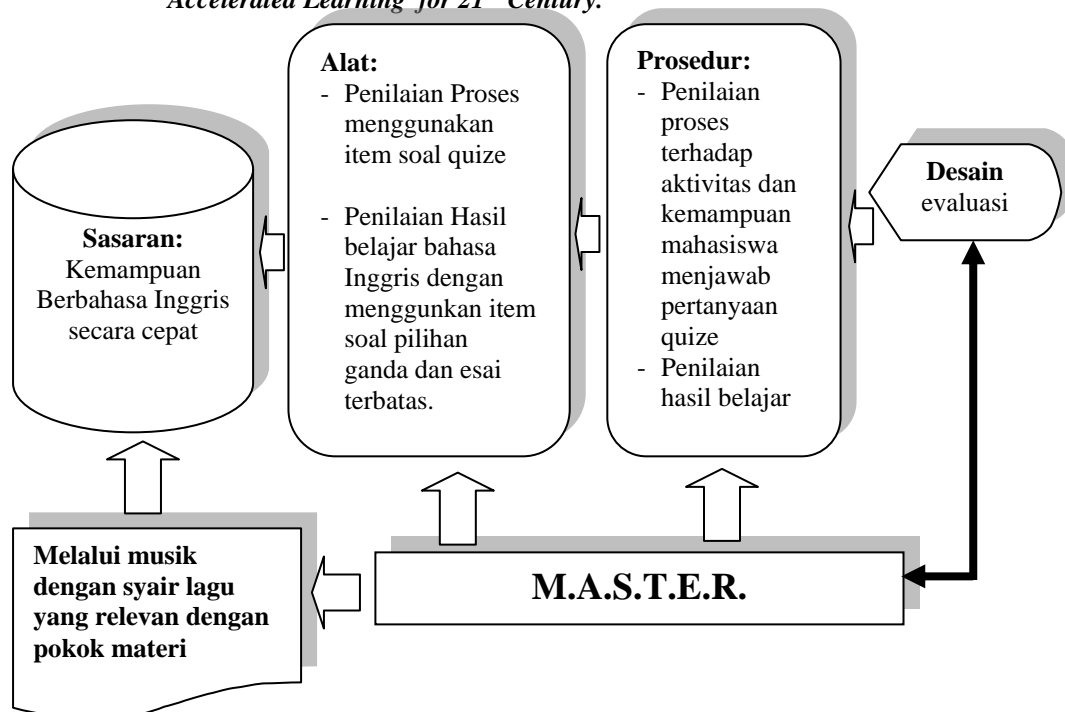 Accelerated Learning for 21 Century.
Alat:
- Penilaian Proses
menggunakan
item soal quize
- Penilaian Hasil
belajar bahasa
Inggris dengan
menggunkan item
soal pilihan
ganda dan esai
terbatas.
Prosedur:
- Penilaian
proses
terhadap
aktivitas dan
kemampuan
mahasiswa
menjawab
pertanyaan
quize
- Penilaian
hasil belajar
Desain
evaluasi
Sasaran:
Kemampuan
Berbahasa Inggris
secara cepat
Melalui musik
dengan syair lagu
yang relevan dengan
pokok materi
M.A.S.T.E.R.